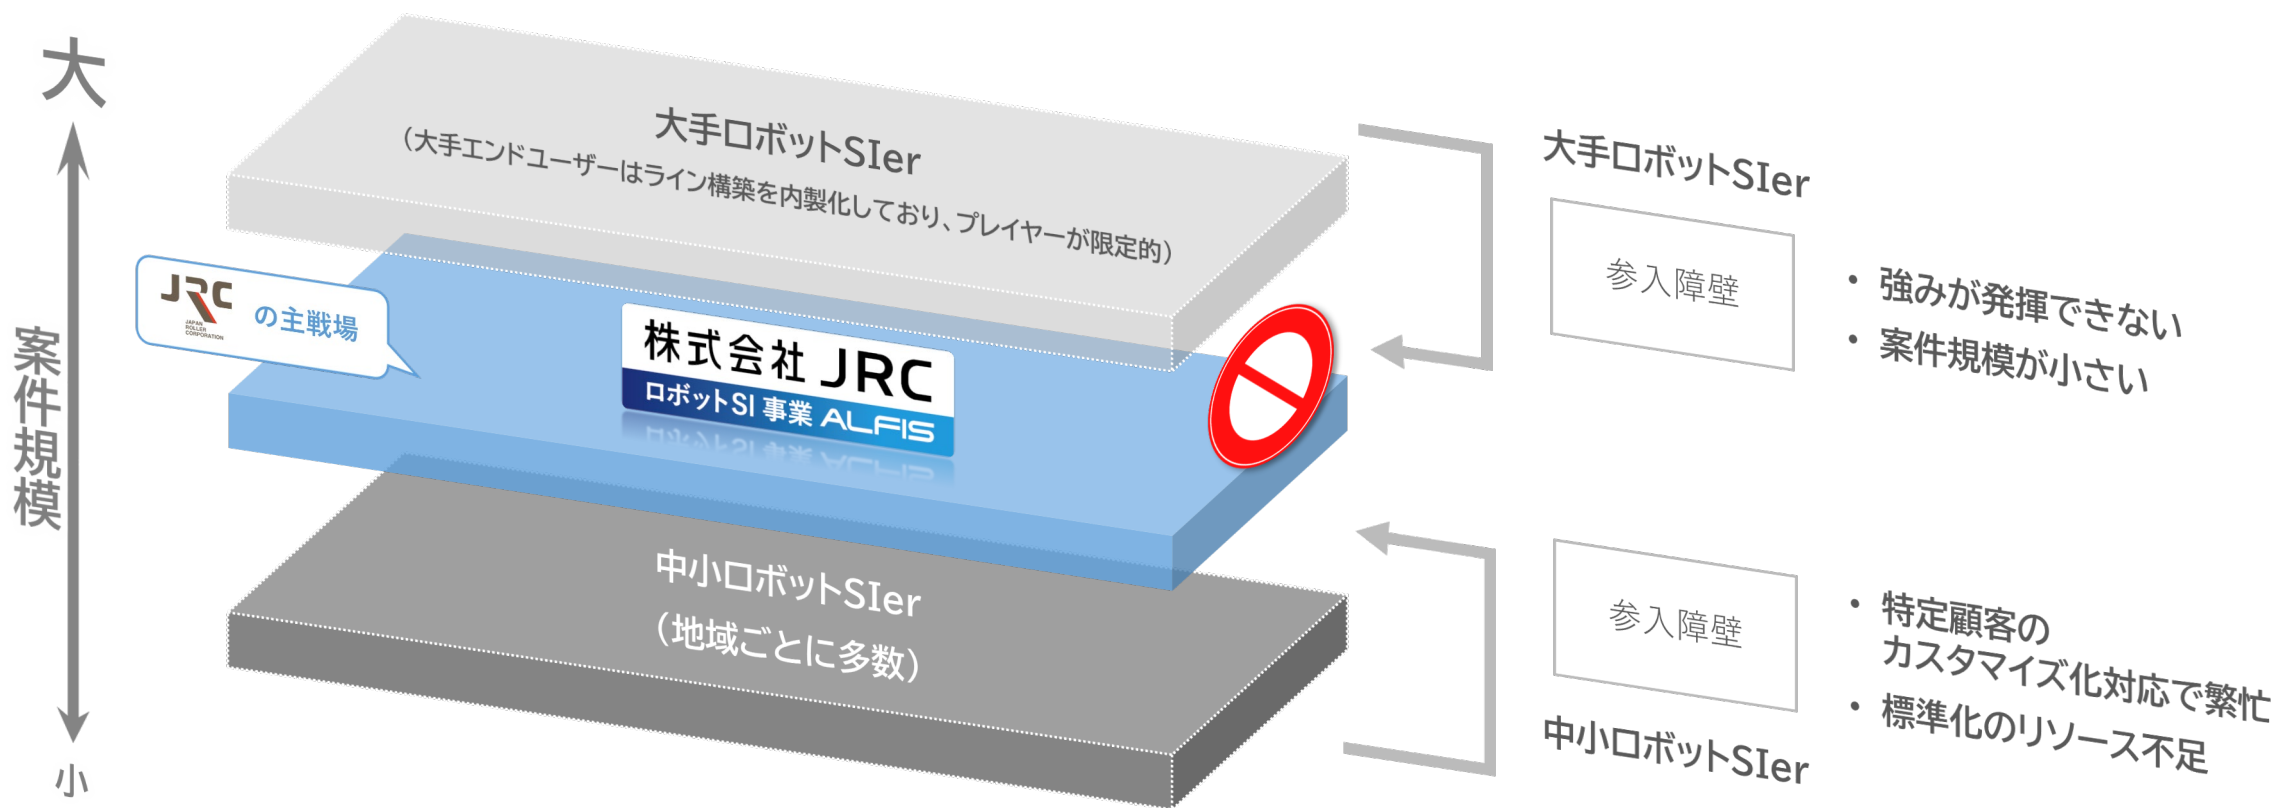 大
案件規模
小
大手ロボットSIer
（大手エンドユーザーはライン構築を内製化しており、プレイヤーが限定的）
JRC
JAPAN
ROLLER
CORPORATION
の主戦場
株式会社 JRC
ロボットSI 事業 ALFIS
中小ロボットSIer
（地域ごとに多数）
大手ロボットSIer
参入障壁
・ 強みが発揮できない
・ 案件規模が小さい
参入障壁
・ 特定顧客の
カスタマイズ化対応で繁忙
・ 標準化のリソース不足
中小ロボットSIer